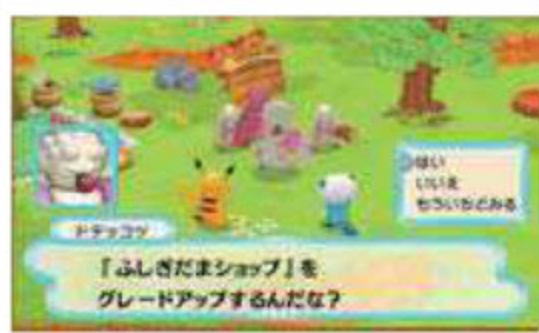 はい
いいえ
もういちどみる
ドテッコツ
「ふしぎだまショップ」を
グレードアップするんだな？